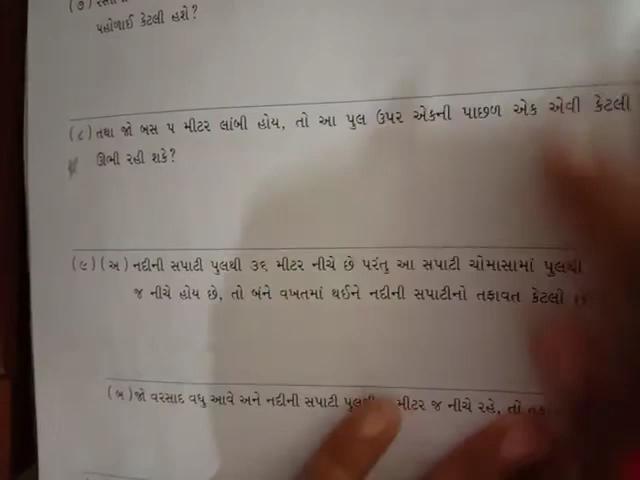 (૭)
પહોળાઈ કેટલી હશે?
(૮) તથા જો બસ ૫ મીટર લાંબી હોય, તો આ પુલ ઉપર એકની પાછળ એક એવી કેટલી
ઊભી રહી શકે?
(૯) (અ) નદીની સપાટી પુલથી ૩૬ મીટર નીચે છે પરંતુ આ સપાટી ચોમાસામાં
જ નીચે હોય છે, તો બંને વખતમાં થઈને નદીની સપાટીનો તફાવત કેટલો
(બ) જો વરસાદ વધુ આવે અને નદીની સપાટી મીટર જ નીચે રહે, તો